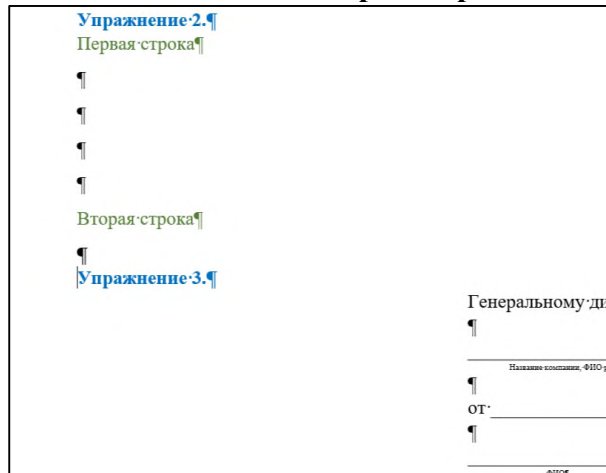 Упражнение·2.¶
Первая·строка¶
¶
¶
¶
¶
Вторая·строка¶
¶
Упражнение·3.¶
Генеральному·ди
¶
Название·компании,·ФИО·р
¶
от·
¶
ФИО¶